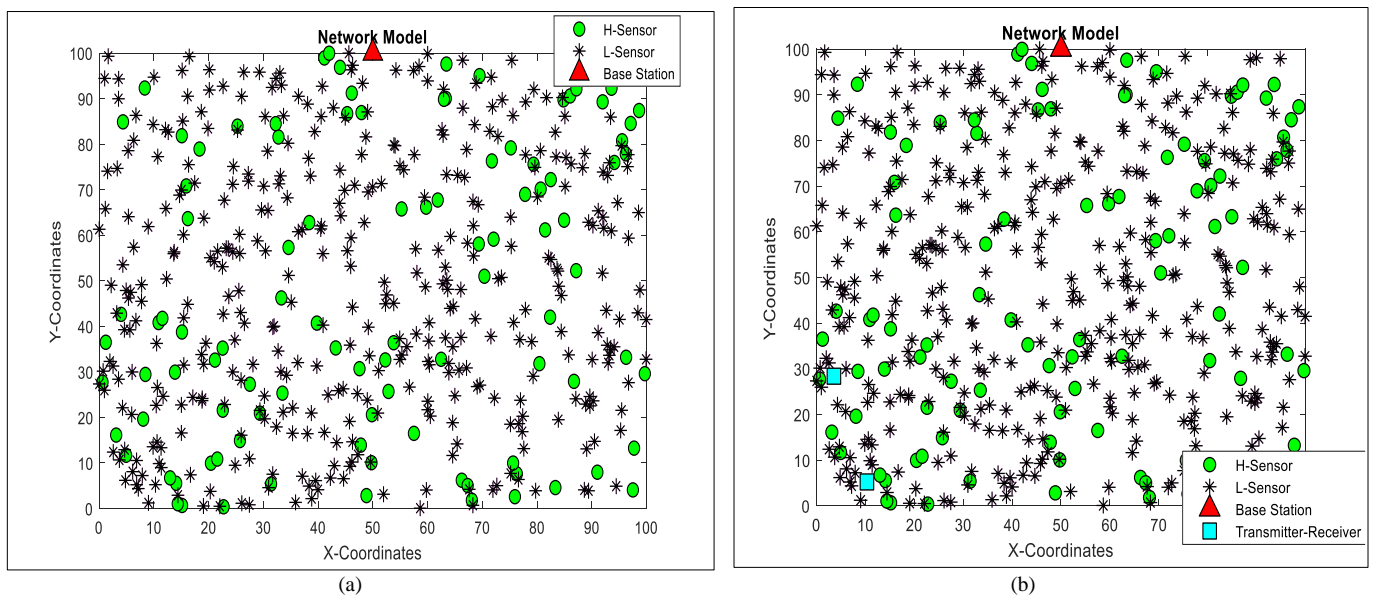 Network Model
H-Sensor
L-Sensor
Base Station
100
90
80
70
60
50
40
30
20
10
0
Y-Coordinates
0 10 20 30 40 50 60 70 80 90 100
X-Coordinates
(a)
Network Model
100
90
80
70
60
50
40
30
20
10
0
Y-Coordinates
0 10 20 30 40 50 60 70
X-Coordinates
H-Sensor
L-Sensor
Base Station
Transmitter-Receiver
(b)